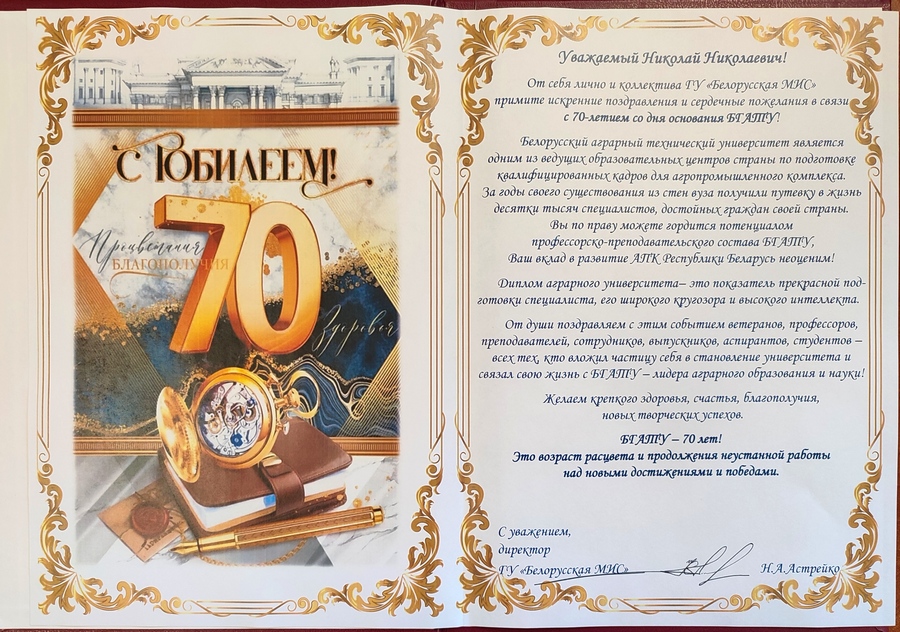 С ЮБИЛЕЕМ!
70
Процветания
БЛАГОПОЛУЧИЯ
Здоровья
Уважаемый Николай Николаевич!
От себя лично и коллектива ГУ «Белорусская МИС»
примите искренние поздравления и сердечные пожелания в связи
с 70-летием со дня основания БГАТУ!
Белорусский аграрный технический университет является
одним из ведущих образовательных центров страны по подготовке
квалифицированных кадров для агропромышленного комплекса.
За годы своего существования из стен вуза получили путевку в жизнь
десятки тысяч специалистов, достойных граждан своей страны.
Вы по праву можете гордится потенциалом
профессорско-преподавательского состава БГАТУ,
Ваш вклад в развитие АПК Республики Беларусь неоценим!
Диплом аграрного университета– это показатель прекрасной под-
готовки специалиста, его широкого кругозора и высокого интеллекта.
От души поздравляем с этим событием ветеранов, профессоров,
преподавателей, сотрудников, выпускников, аспирантов, студентов –
всех тех, кто вложил частицу себя в становление университета и
связал свою жизнь с БГАТУ – лидера аграрного образования и науки!
Желаем крепкого здоровья, счастья, благополучия,
новых творческих успехов.
БГАТУ – 70 лет!
Это возраст расцвета и продолжения неустанной работы
над новыми достижениями и победами.
С уважением,
директор
ГУ «Белорусская МИС» Н.А.Астрейко